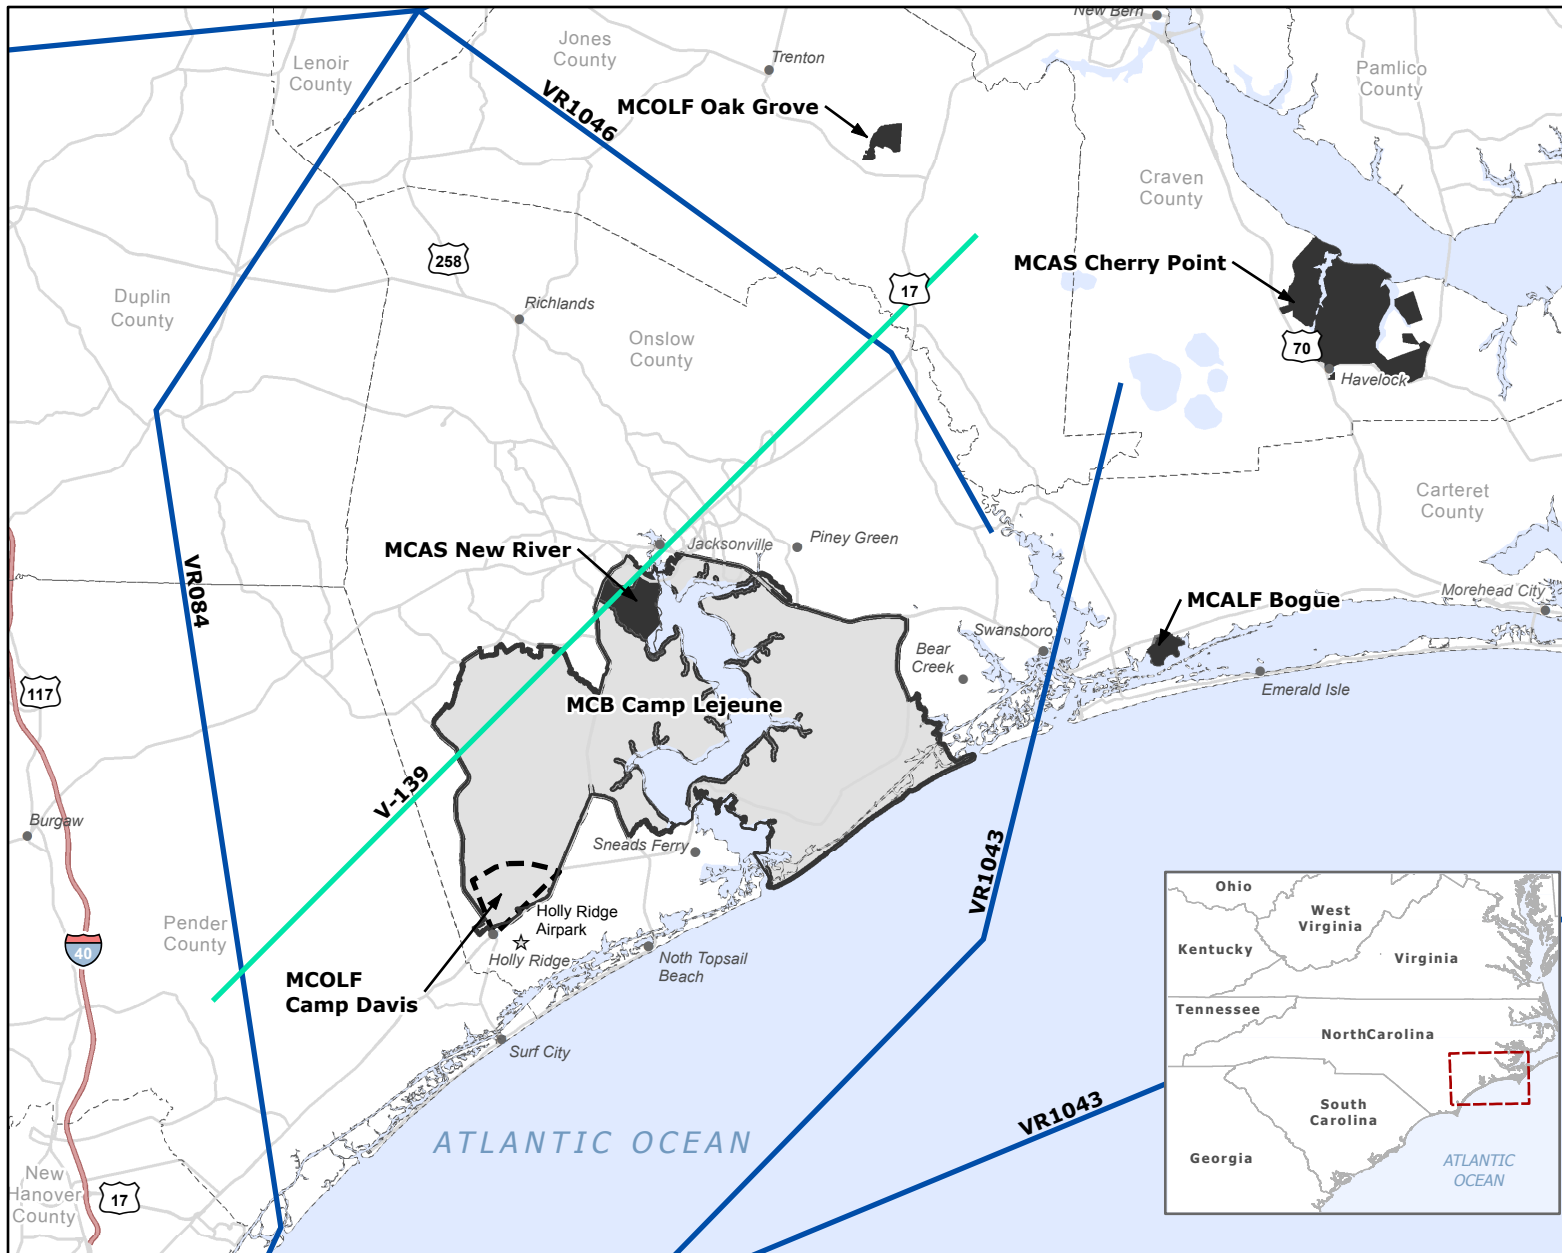 New Bern
Jones
County
Lenoir
County
Trenton
Pamlico
County
VR1046
MCOLF Oak Grove
Craven
County
258
MCAS Cherry Point
17
Duplin
County
Richlands
Onslow
County
70
Havelock
Carteret
County
MCAS New River
Jacksonville
Piney Green
VR084
Morehead City
MCALF Bogue
Swansboro
Bear
Creek
117
Emerald Isle
MCB Camp Lejeune
V-139
Burgaw
Sneads Ferry
VR1043
Pender
County
40
Holly Ridge
Airpark
Holly Ridge
Noth Topsail
Beach
MCOLF
Camp Davis
Surf City
VR1043
ATLANTIC OCEAN
New
Hanover
County
17
Ohio
West
Virginia
Kentucky
Virginia
Tennessee
NorthCarolina
South
Carolina
Georgia
ATLANTIC
OCEAN